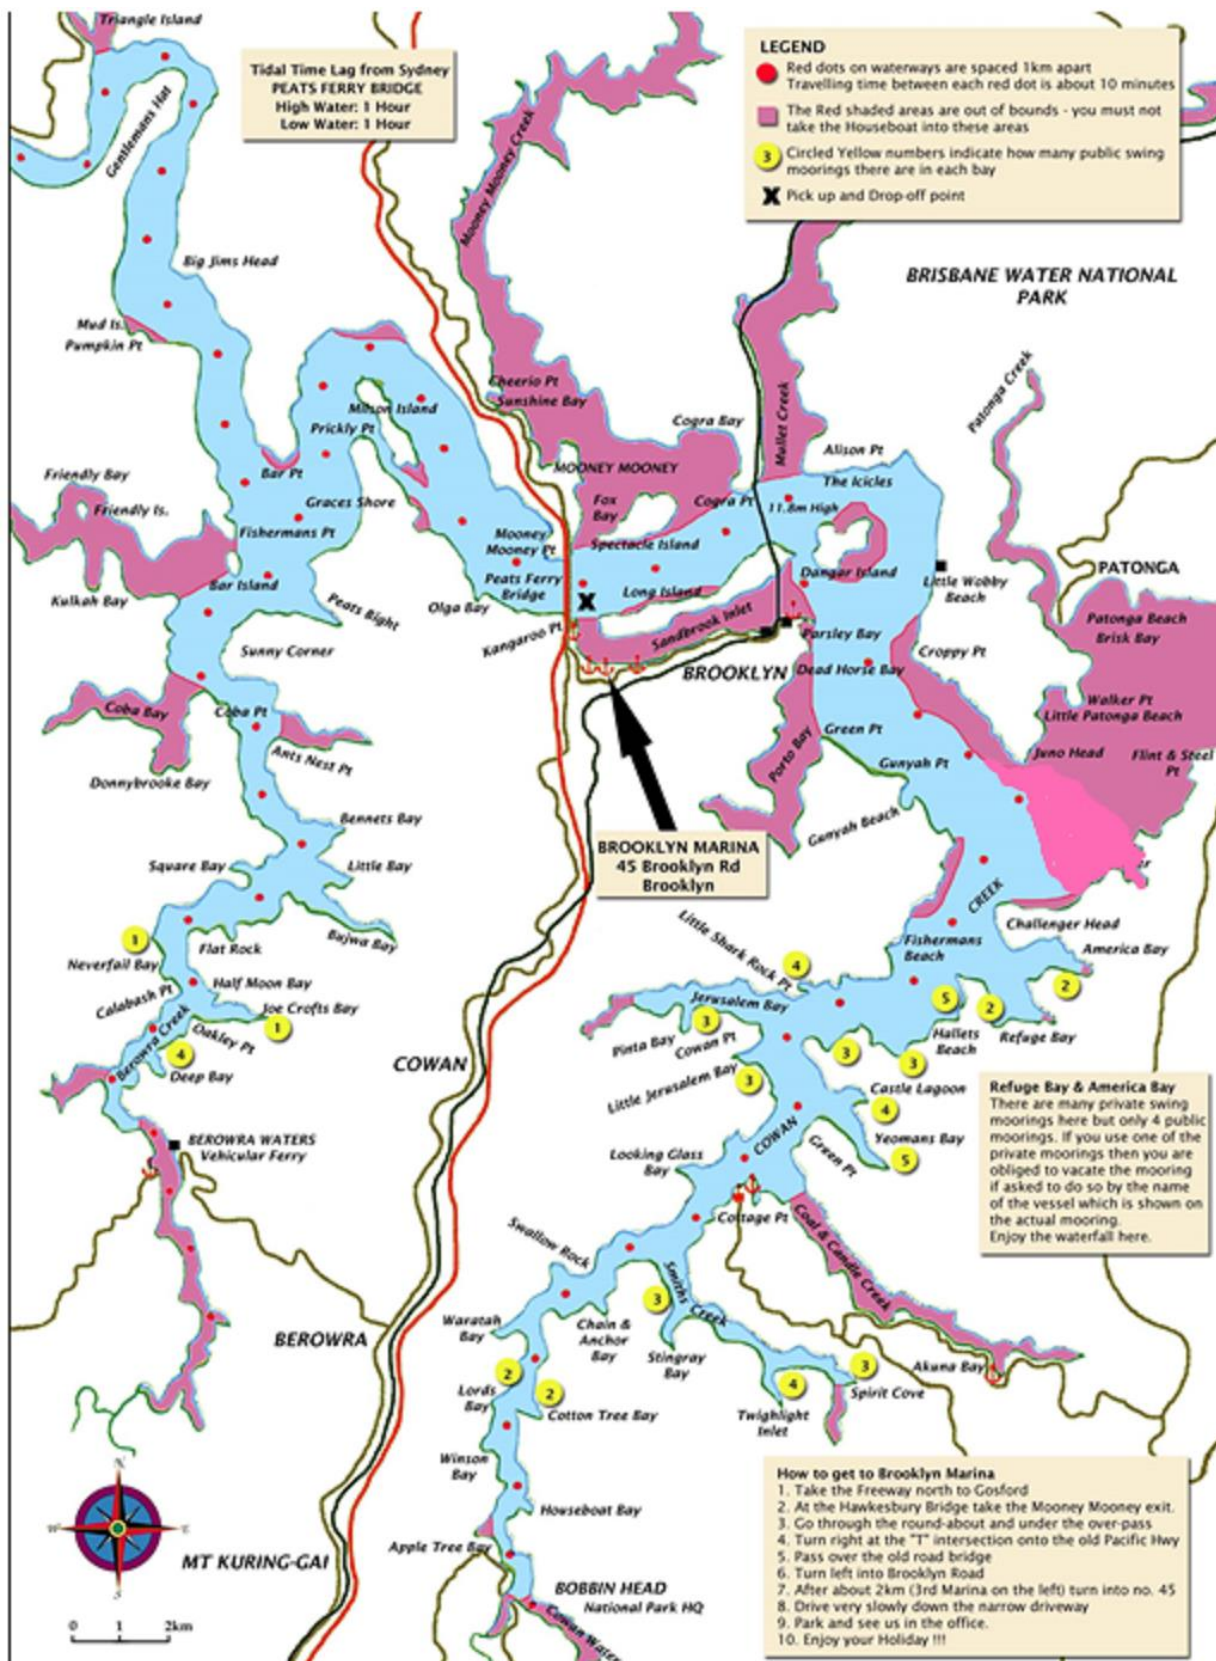 Triangle Island
Gentlemans Hat
Tidal Time Lag from Sydney
PEATS FERRY BRIDGE
High Water: 1 Hour
Low Water: 1 Hour
LEGEND
Red dots on waterways are spaced 1km apart
Travelling time between each red dot is about 10 minutes
The Red shaded areas are out of bounds - you must not
take the Houseboat into these areas
3
Circled Yellow numbers indicate how many public swing
moorings there are in each bay
X Pick up and Drop-off point
Mooney Mooney Creek
Big Jims Head
BRISBANE WATER NATIONAL
PARK
Mud Is.
Pumpkin Pt
Cheerio Pt
Sunshine Bay
Patonga Creek
Milson Island
Prickly Pt
Cogra Bay
Mullet Creek
Alison Pt
Friendly Bay
Bar Pt
MOONEY MOONEY
The Icicles
Friendly Is.
Graces Shore
Fox
Bay
Cogra Pt
11.8m High
Fishermans Pt
Mooney
Mooney Pt
Spectacle Island
Kulkah Bay
Bar Island
Peats Ferry
Bridge
Long Island
Dangar Island
Little Wobby
Beach
PATONGA
Peats Bight
Olga Bay
X
Kangaroo Pt
Sandbrook Inlet
Parsley Bay
Patonga Beach
Brisk Bay
Sunny Corner
BROOKLYN
Dead Horse Bay
Croppy Pt
Coba Bay
Coba Pt
Walker Pt
Little Patonga Beach
Ants Nest Pt
Porto Bay
Green Pt
Gunyah Pt
Juno Head
Flint & Steel
Pt
Donnybrooke Bay
Bennets Bay
Gunyah Beach
BROOKLYN MARINA
45 Brooklyn Rd
Brooklyn
Square Bay
Little Bay
CREEK
Bujwa Bay
Little Shark Rock Pt
Challenger Head
1
Neverfail Bay
Flat Rock
Fishermans
Beach
America Bay
4
2
Calabash Pt
Half Moon Bay
Jerusalem Bay
5
2
Joe Crofts Bay
1
Pinta Bay
3
Cowan Pt
Hallets
Beach
Refuge Bay
Oakley Pt
Berowra Creek
4
Deep Bay
COWAN
Little Jerusalem Bay
3
3
3
Castle Lagoon
4
Refuge Bay & America Bay
There are many private swing
moorings here but only 4 public
moorings. If you use one of the
private moorings then you are
obliged to vacate the mooring
if asked to do so by the name
of the vessel which is shown on
the actual mooring.
Enjoy the waterfall here.
BEROWRA WATERS
Vehicular Ferry
Looking Glass
Bay
COWAN
Green Pt
Yeomans Bay
5
Cottage Pt
Coal & Candle Creek
Swallow Rock
Smiths Creek
3
Waratah
Bay
Chain &
Anchor
Bay
BEROWRA
Stingray
Bay
3
Akuna Bay
2
2
4
Spirit Cove
Lords
Bay
Cotton Tree Bay
Twighlight
Inlet
Winson
Bay
Houseboat Bay
Apple Tree Bay
N
W
E
S
MT KURING-GAI
BOBBIN HEAD
National Park HQ
Cowan Water
0 1 2km
How to get to Brooklyn Marina
1. Take the Freeway north to Gosford
2. At the Hawkesbury Bridge take the Mooney Mooney exit.
3. Go through the round-about and under the over-pass
4. Turn right at the "T" intersection onto the old Pacific Hwy
5. Pass over the old road bridge
6. Turn left into Brooklyn Road
7. After about 2km (3rd Marina on the left) turn into no. 45
8. Drive very slowly down the narrow driveway
9. Park and see us in the office.
10. Enjoy your Holiday !!!